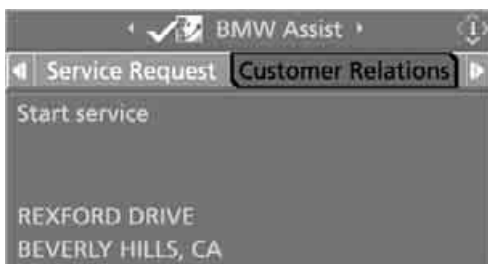 BMW Assist
Service Request Customer Relations
Start service
REXFORD DRIVE
BEVERLY HILLS, CA